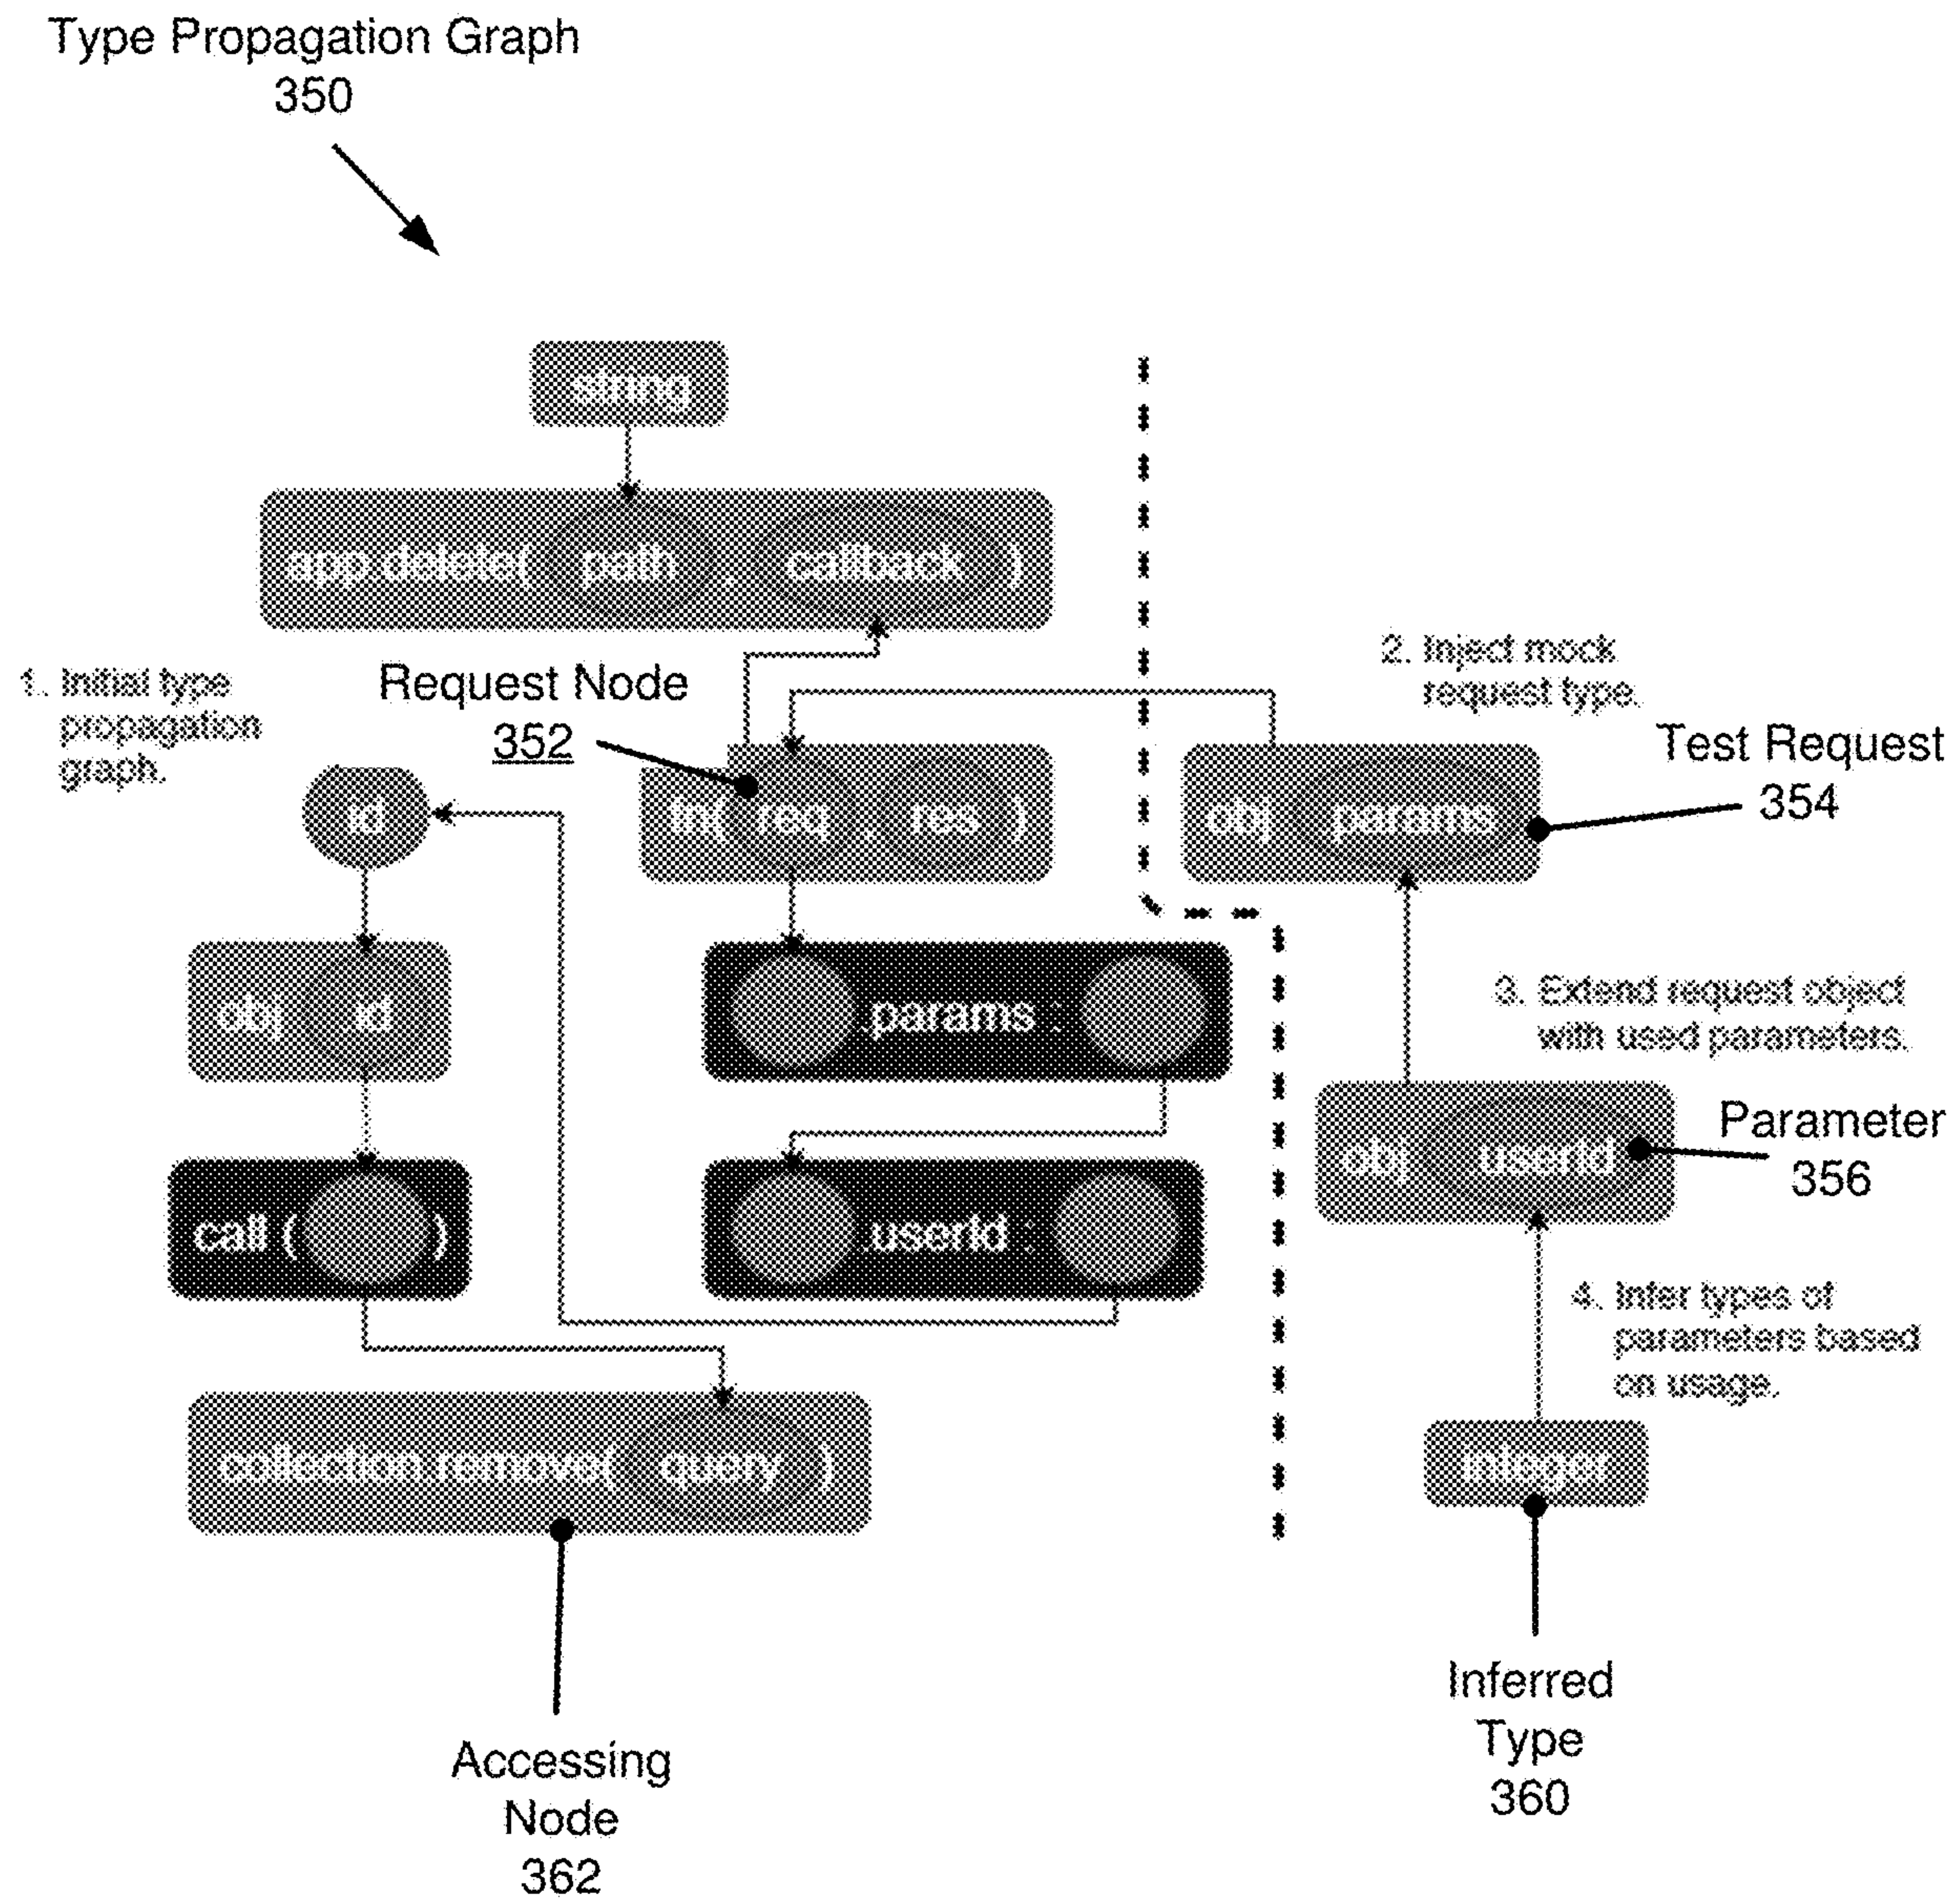 Type Propagation Graph
350
string
app.delete( path , callback )
1. Initial type
propagation
graph.
Request Node
352
2. Inject mock
request type.
Test Request
354
id
fn( req res )
obj params
obj .id
.params :
3. Extend request object
with used parameters.
Parameter
356
obj userId
call ( )
.userId :
4. Infer types of
parameters based
on usage.
collection.remove( query )
integer
Accessing
Node
362
Inferred
Type
360